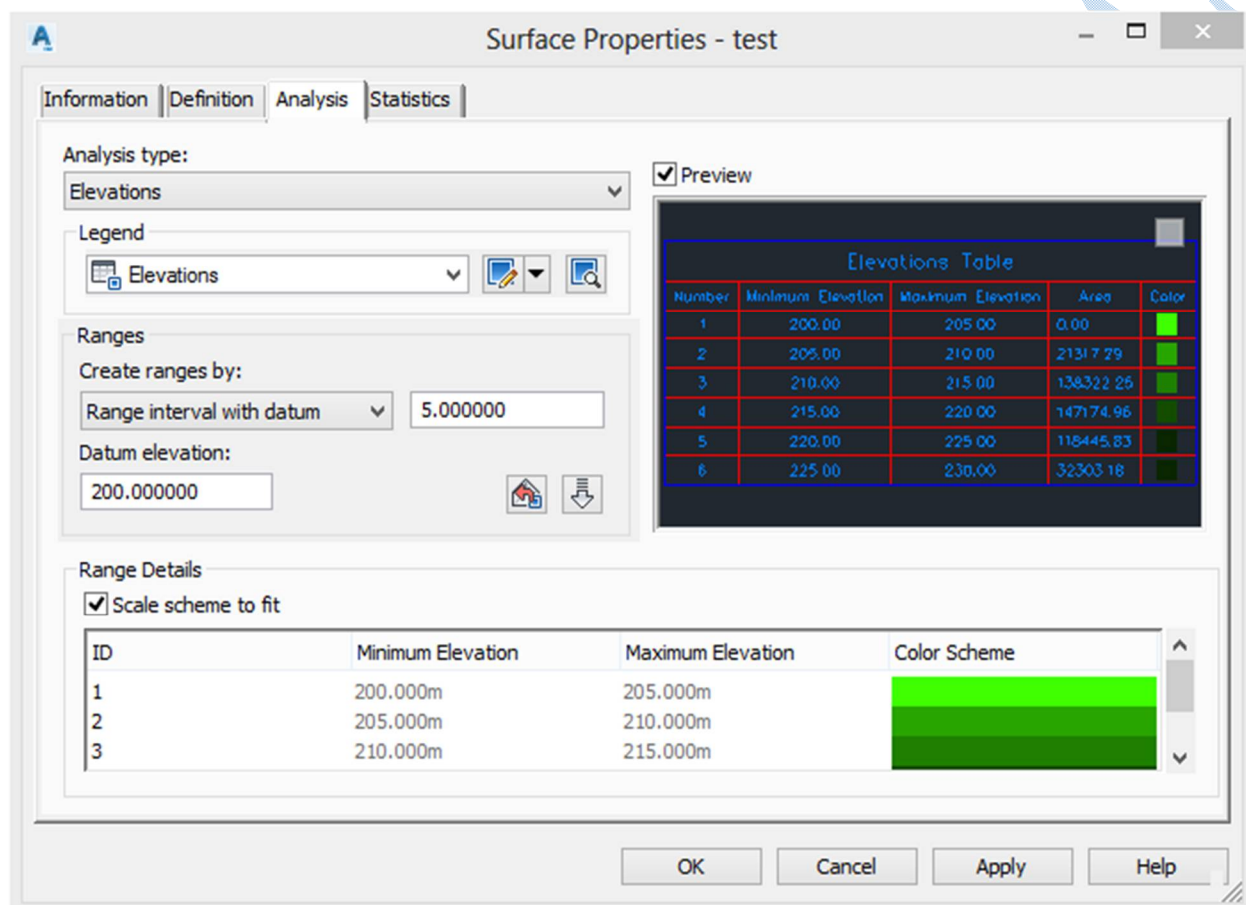 Surface Properties - test
Information Definition Analysis Statistics
Analysis type:
Elevations
Legend
Elevations
Ranges
Create ranges by:
Range interval with datum 5.000000
Datum elevation:
200.000000
Preview
Elevations Table
Number Minimum Elevation Maximum Elevation Area Color
1 200.00 205.00 0.00
2 205.00 210.00 21317.29
3 210.00 215.00 138322.26
4 215.00 220.00 147174.96
5 220.00 225.00 118445.83
6 225.00 230.00 32303.18
Range Details
Scale scheme to fit
ID Minimum Elevation Maximum Elevation Color Scheme
1 200.000m 205.000m
2 205.000m 210.000m
3 210.000m 215.000m
OK Cancel Apply Help